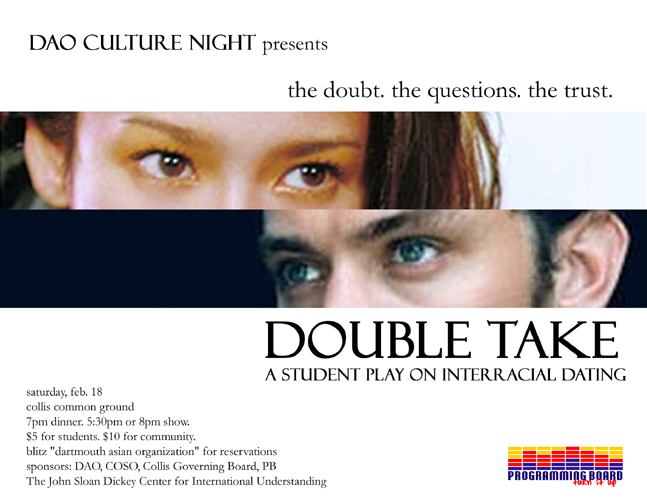 DAO CULTURE NIGHT presents
the doubt. the questions. the trust.
DOUBLE TAKE
A STUDENT PLAY ON INTERRACIAL DATING
saturday, feb. 18
collis common ground
7pm dinner. 5:30pm or 8pm show.
$5 for students. $10 for community.
blitz "dartmouth asian organization" for reservations
sponsors: DAO, COSO, Collis Governing Board, PB
The John Sloan Dickey Center for International Understanding
PROGRAMMING BOARD
turn it up